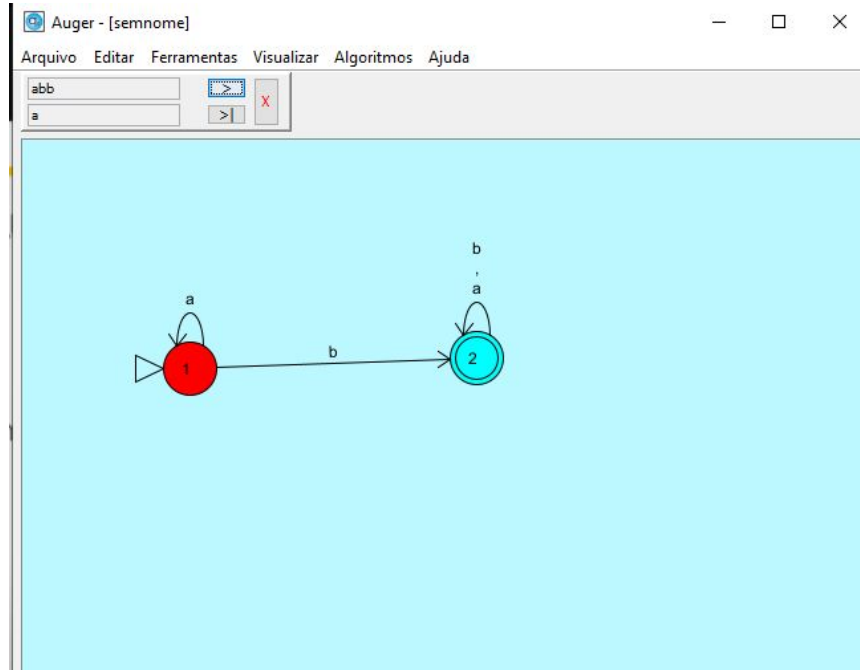 Auger - [semnome]
Arquivo Editar Ferramentas Visualizar Algoritmos Ajuda
abb >
X
a >|
b
,
a
a
b
1
2